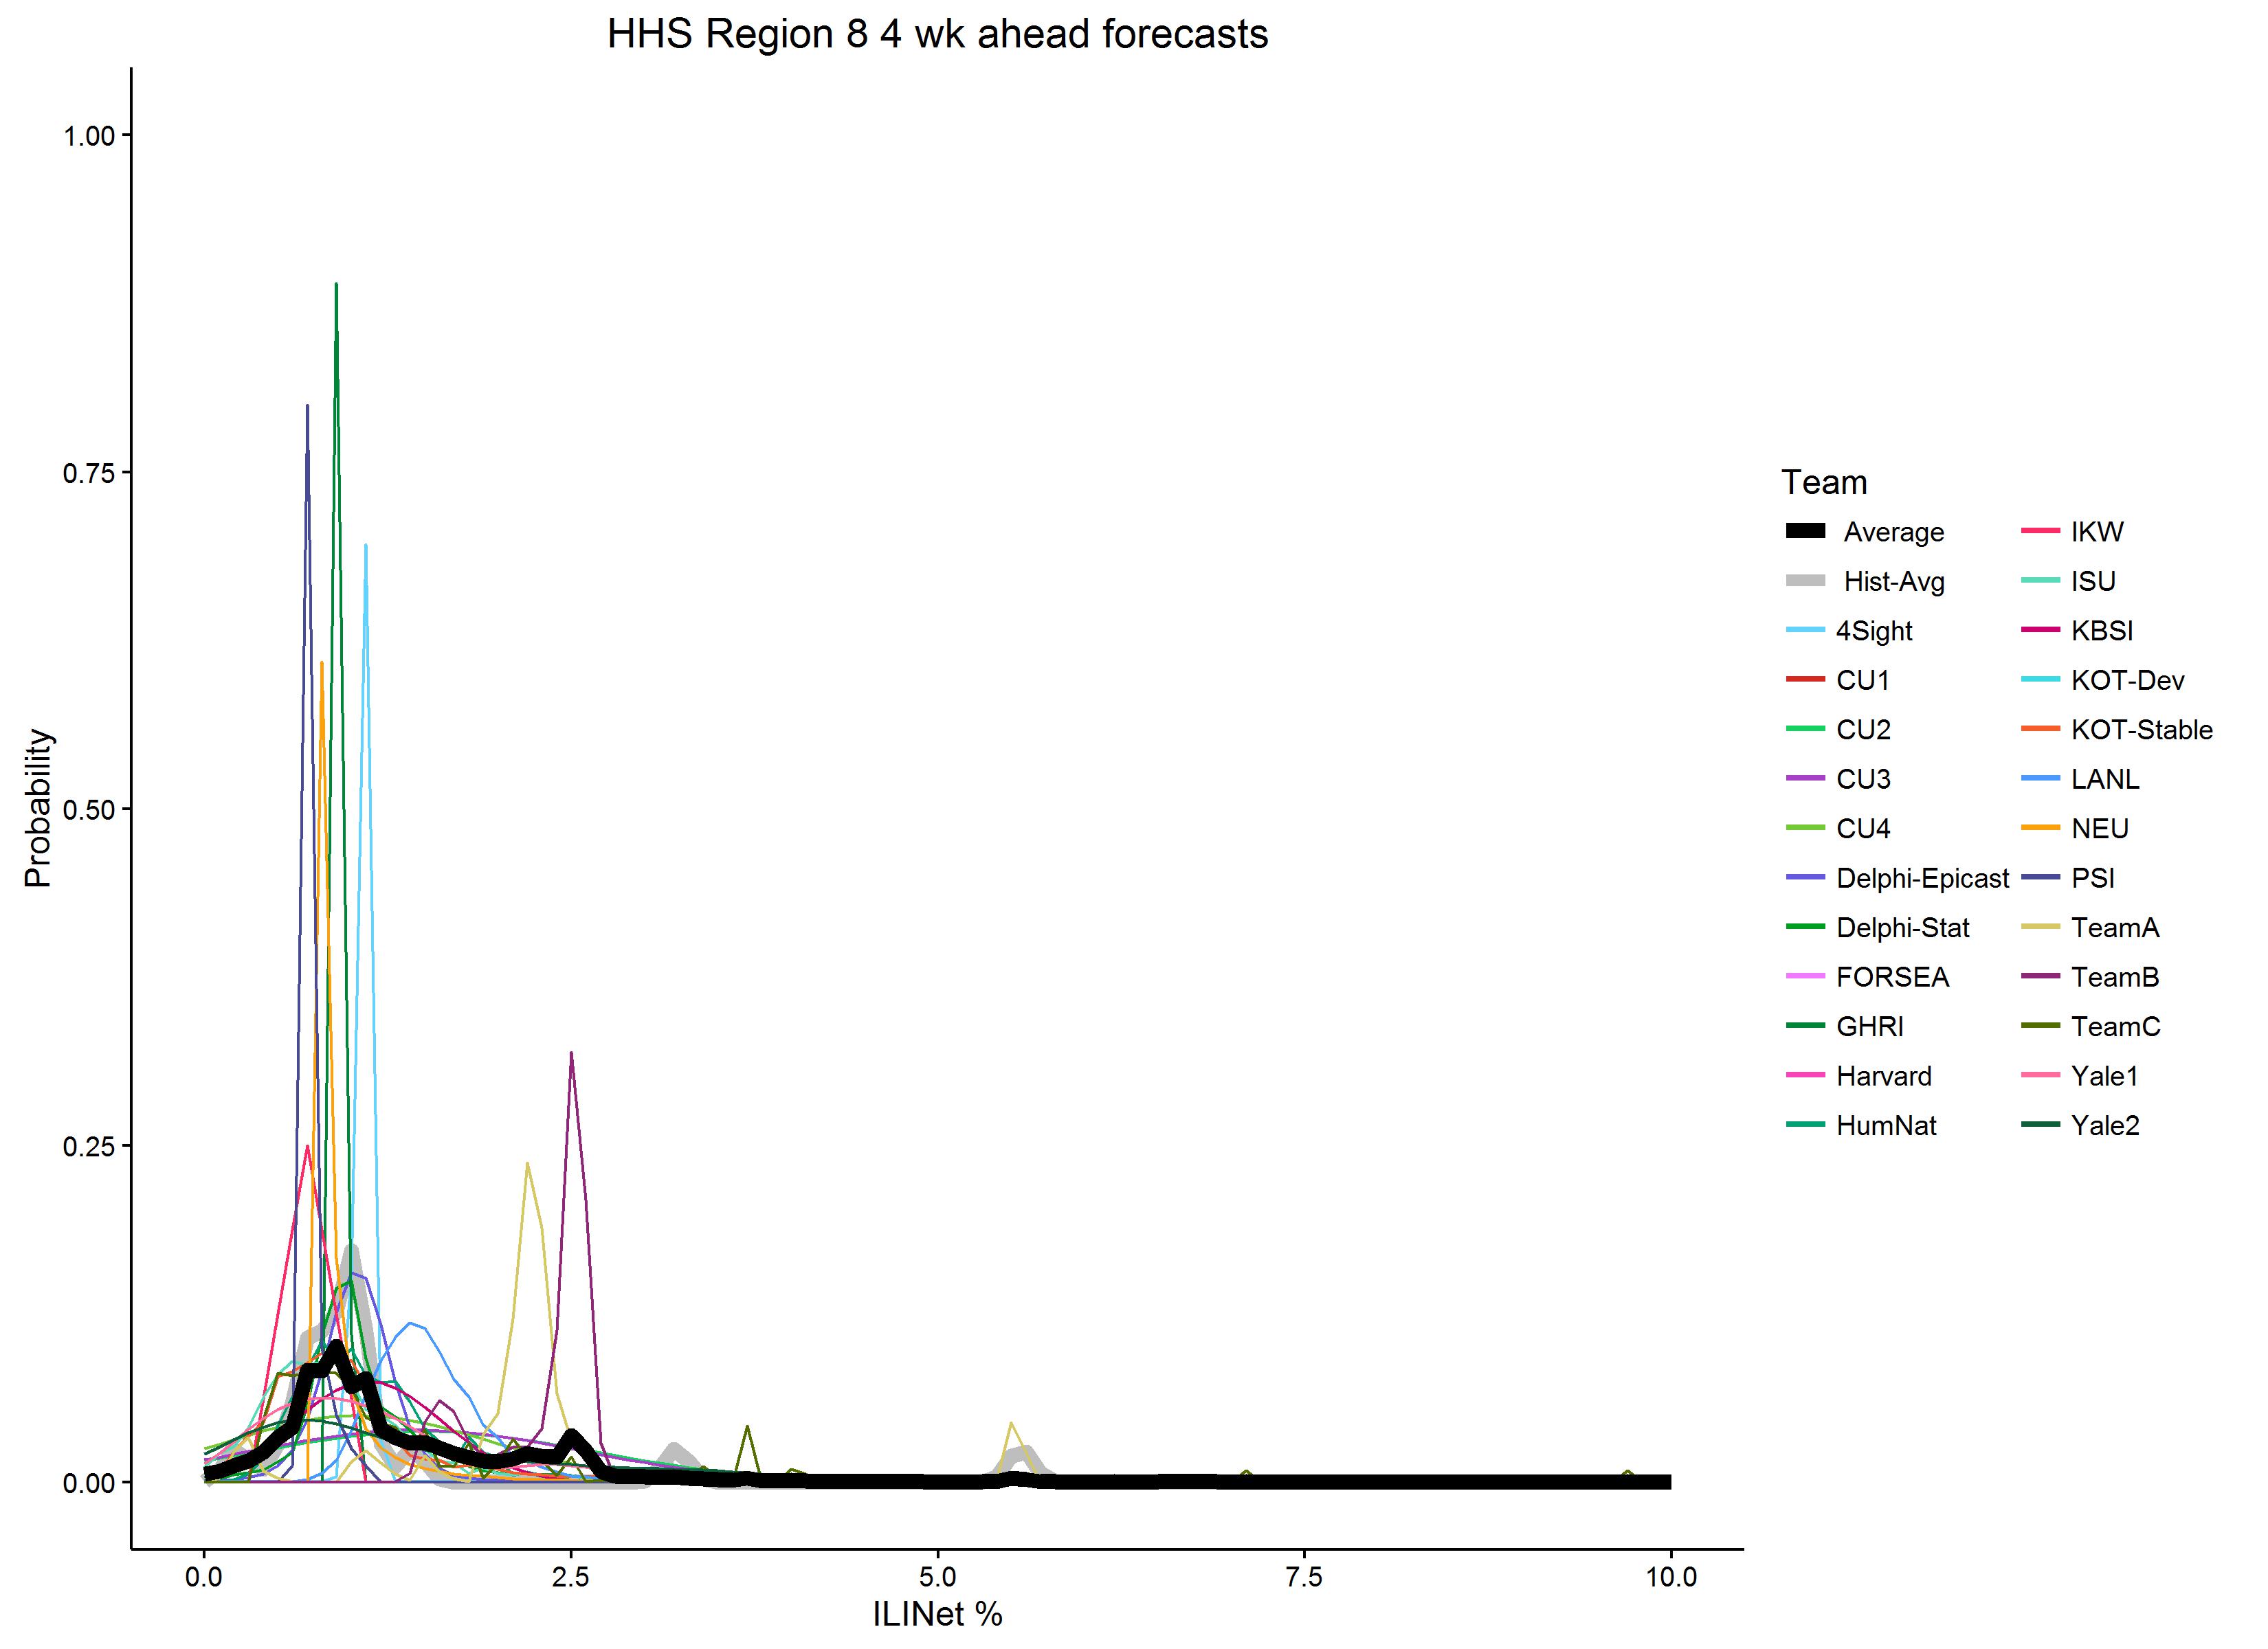 HHS Region 8 4 wk ahead forecasts
1.00
0.75
0.50
0.25
0.00
Probability
0.0 2.5 5.0 7.5 10.0
ILINet %
Team
Average
Hist-Avg
4Sight
CU1
CU2
CU3
CU4
Delphi-Epicast
Delphi-Stat
FORSEA
GHRI
Harvard
HumNat
IKW
ISU
KBSI
KOT-Dev
KOT-Stable
LANL
NEU
PSI
TeamA
TeamB
TeamC
Yale1
Yale2